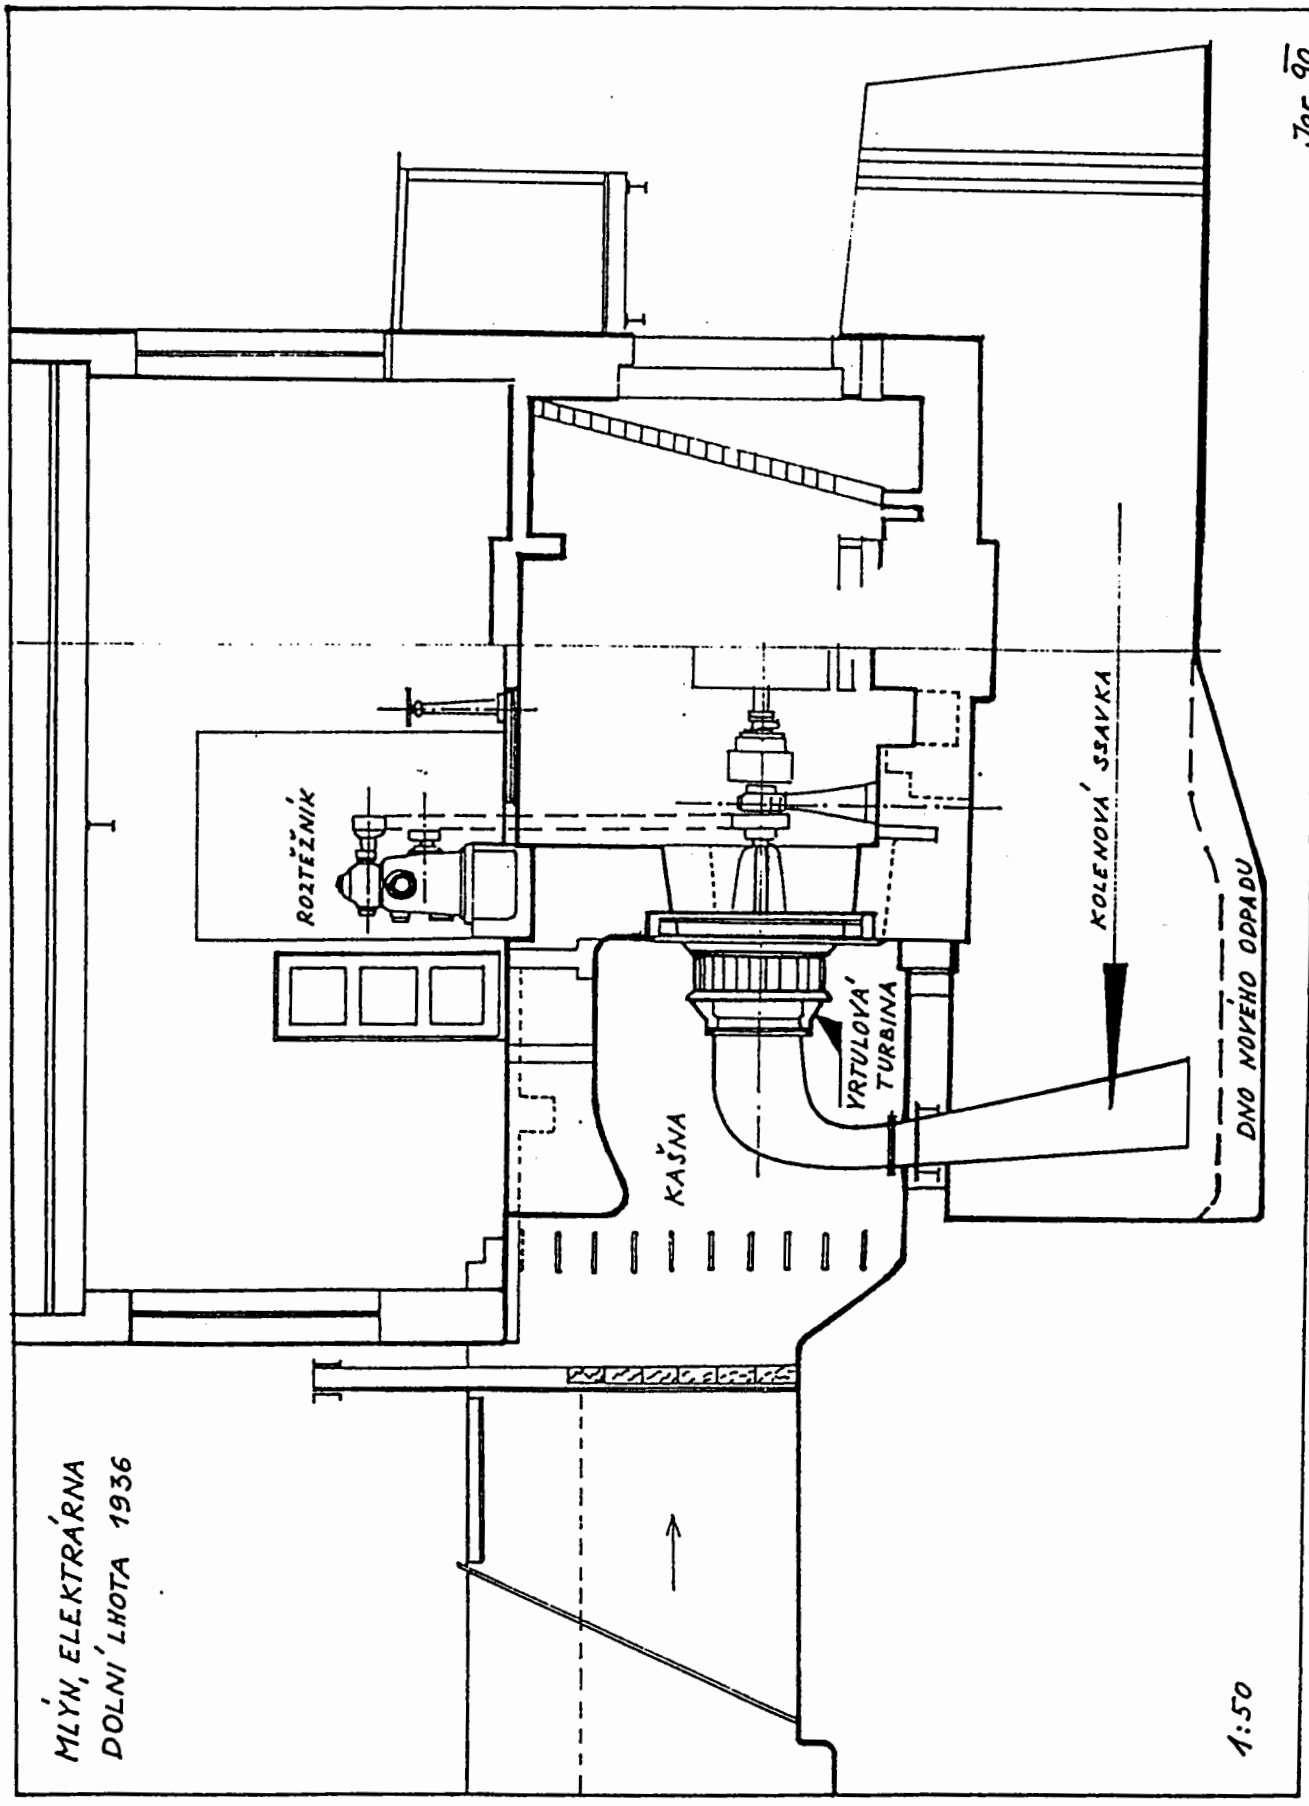 MLÝN, ELEKTRÁRNA
DOLNÍ LHOTA 1936
ROZTĚŽNÍK
KAŠNA
VRTULOVÁ
TURBINA
KOLENOVÁ SSAVKA
DNO NOVÉHO ODPADU
1:50